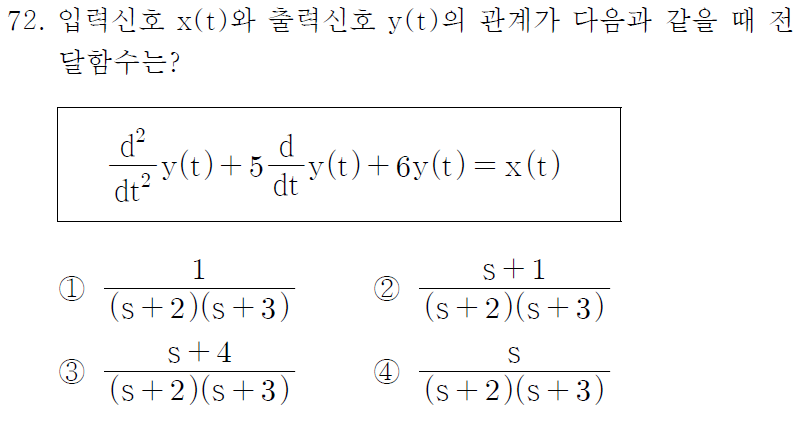 72. 입력신호 x(t)와 출력신호 y(t)의 관계가 다음과 같을 때 전
달함수는?
d²/dt² y(t) + 5 d/dt y(t) + 6y(t) = x(t)
① 1/((s+2)(s+3)) ② (s+1)/((s+2)(s+3))
③ (s+4)/((s+2)(s+3)) ④ s/((s+2)(s+3))